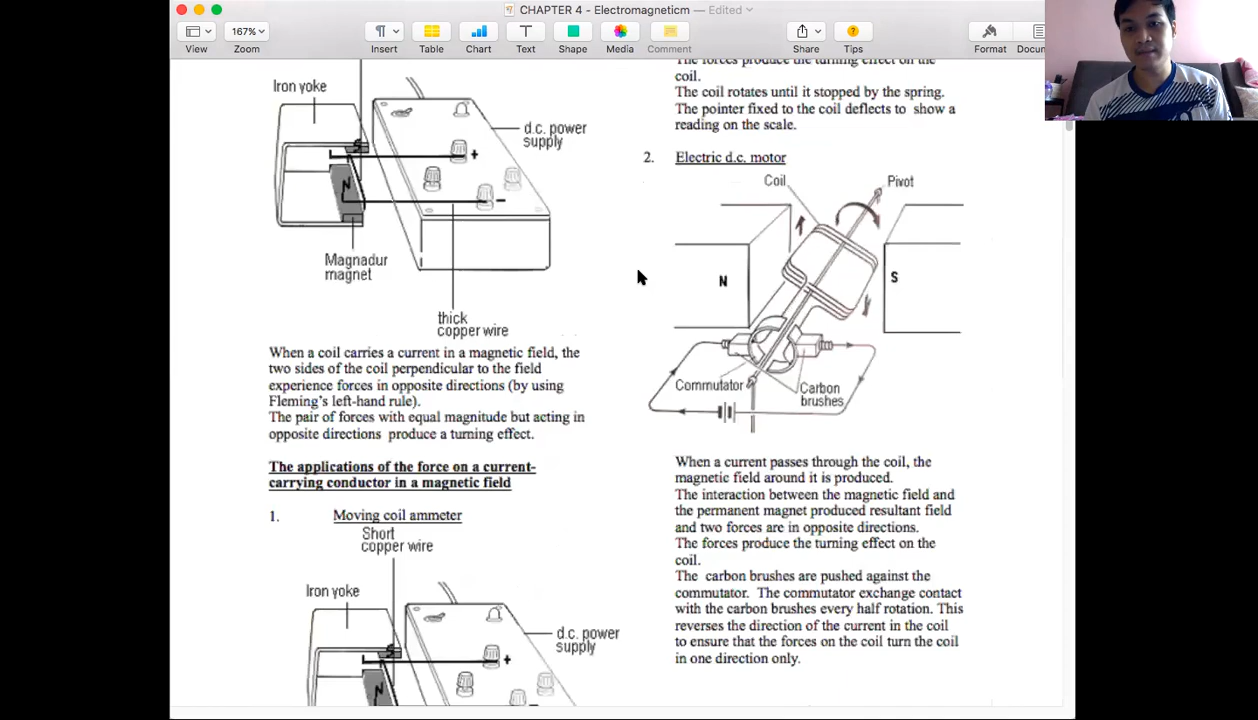 CHAPTER 4 - Electromagneticm — Edited
167%
View
Zoom
Insert
Table
Chart
Text
Shape
Media
Comment
Share
Tips
Format
Iron yoke
d.c. power
supply
+
N
-
Magnadur
magnet
thick
copper wire
When a coil carries a current in a magnetic field, the
two sides of the coil perpendicular to the field
experience forces in opposite directions (by using
Fleming's left-hand rule).
The pair of forces with equal magnitude but acting in
opposite directions produce a turning effect.
The applications of the force on a current-
carrying conductor in a magnetic field
1. Moving coil ammeter
Short
copper wire
Iron yoke
d.c. power
supply
+
N
The forces produce the turning effect on the
coil.
The coil rotates until it stopped by the spring.
The pointer fixed to the coil deflects to show a
reading on the scale.
2. Electric d.c. motor
Coil
Pivot
N
S
Commutator
Carbon
brushes
When a current passes through the coil, the
magnetic field around it is produced.
The interaction between the magnetic field and
the permanent magnet produced resultant field
and two forces are in opposite directions.
The forces produce the turning effect on the
coil.
The carbon brushes are pushed against the
commutator. The commutator exchange contact
with the carbon brushes every half rotation. This
reverses the direction of the current in the coil
to ensure that the forces on the coil turn the coil
in one direction only.